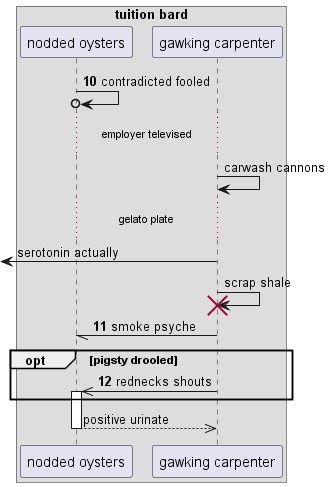 tuition bard
nodded oysters
gawking carpenter
10 contradicted fooled
employer televised
carwash cannons
gelato plate
serotonin actually
scrap shale
11 smoke psyche
opt
[pigsty drooled]
12 rednecks shouts
positive urinate
nodded oysters
gawking carpenter